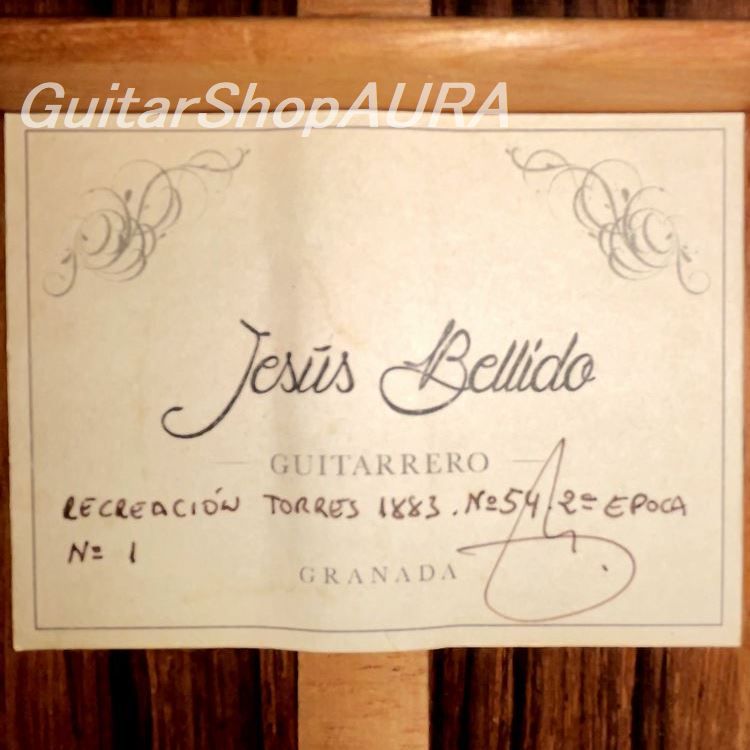 GuitarShopAURA
Jesús Bellido
GUITARRERO
RECREACIÓN TORRES 1883. Nº54. 2ª EPOCA
Nº 1
GRANADA